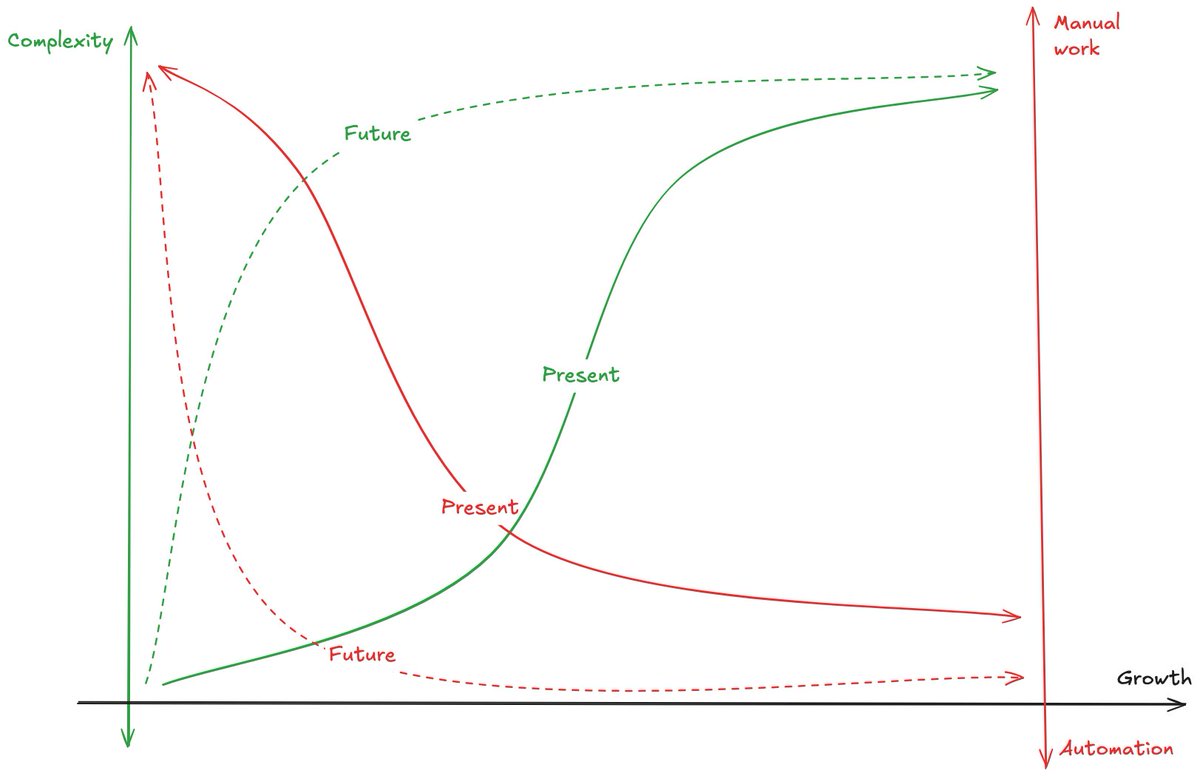 Complexity
Manual
work
Future
Present
Present
Future
Growth
Automation